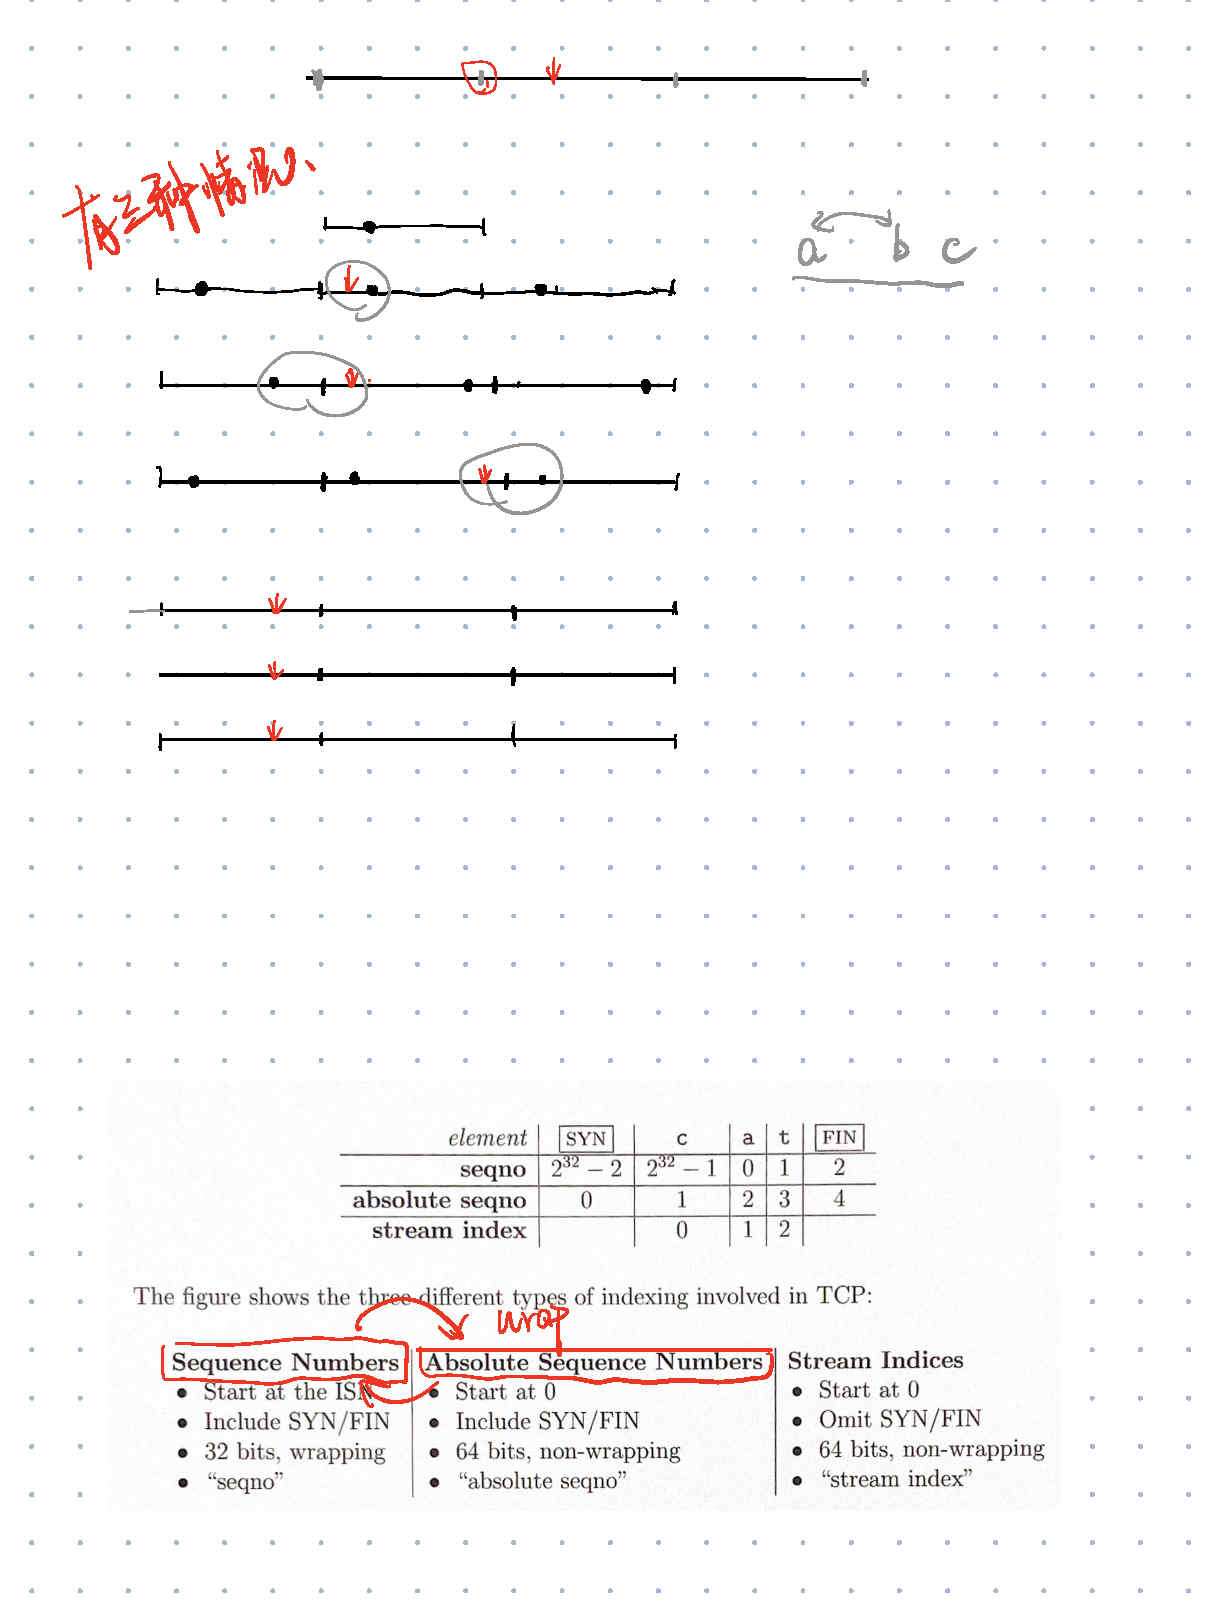 有三种情况、
a b c
element SYN c a t FIN
seqno 2^32 − 2 2^32 − 1 0 1 2
absolute seqno 0 1 2 3 4
stream index 0 1 2
The figure shows the three different types of indexing involved in TCP:
wrap
Sequence Numbers Absolute Sequence Numbers Stream Indices
• Start at the ISN • Start at 0 • Start at 0
• Include SYN/FIN • Include SYN/FIN • Omit SYN/FIN
• 32 bits, wrapping • 64 bits, non-wrapping • 64 bits, non-wrapping
• “seqno” • “absolute seqno” • “stream index”